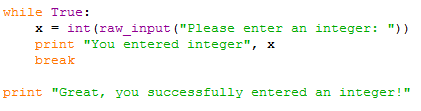 while True:
    x = int(raw_input("Please enter an integer: "))
    print "You entered integer", x
    break
print "Great, you successfully entered an integer!"